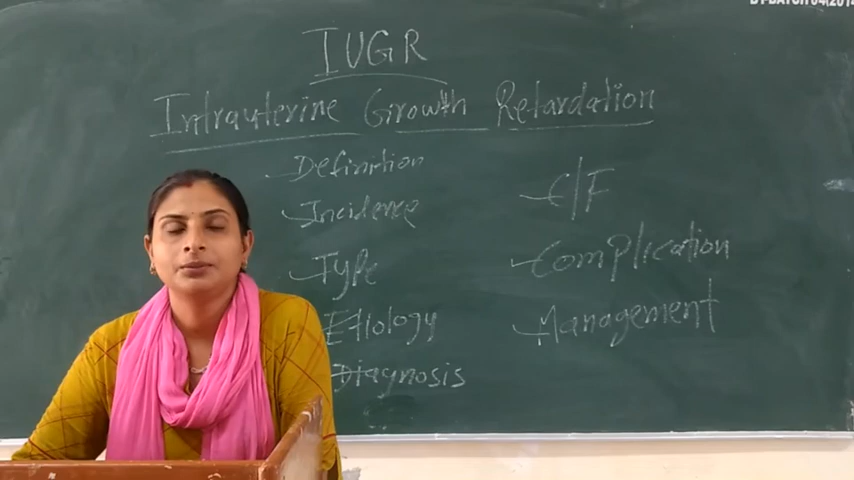 IUGR
Intrauterine Growth Retardation
Definition
Incidence
Type
Etiology
Diagnosis
C/F
Complication
Management